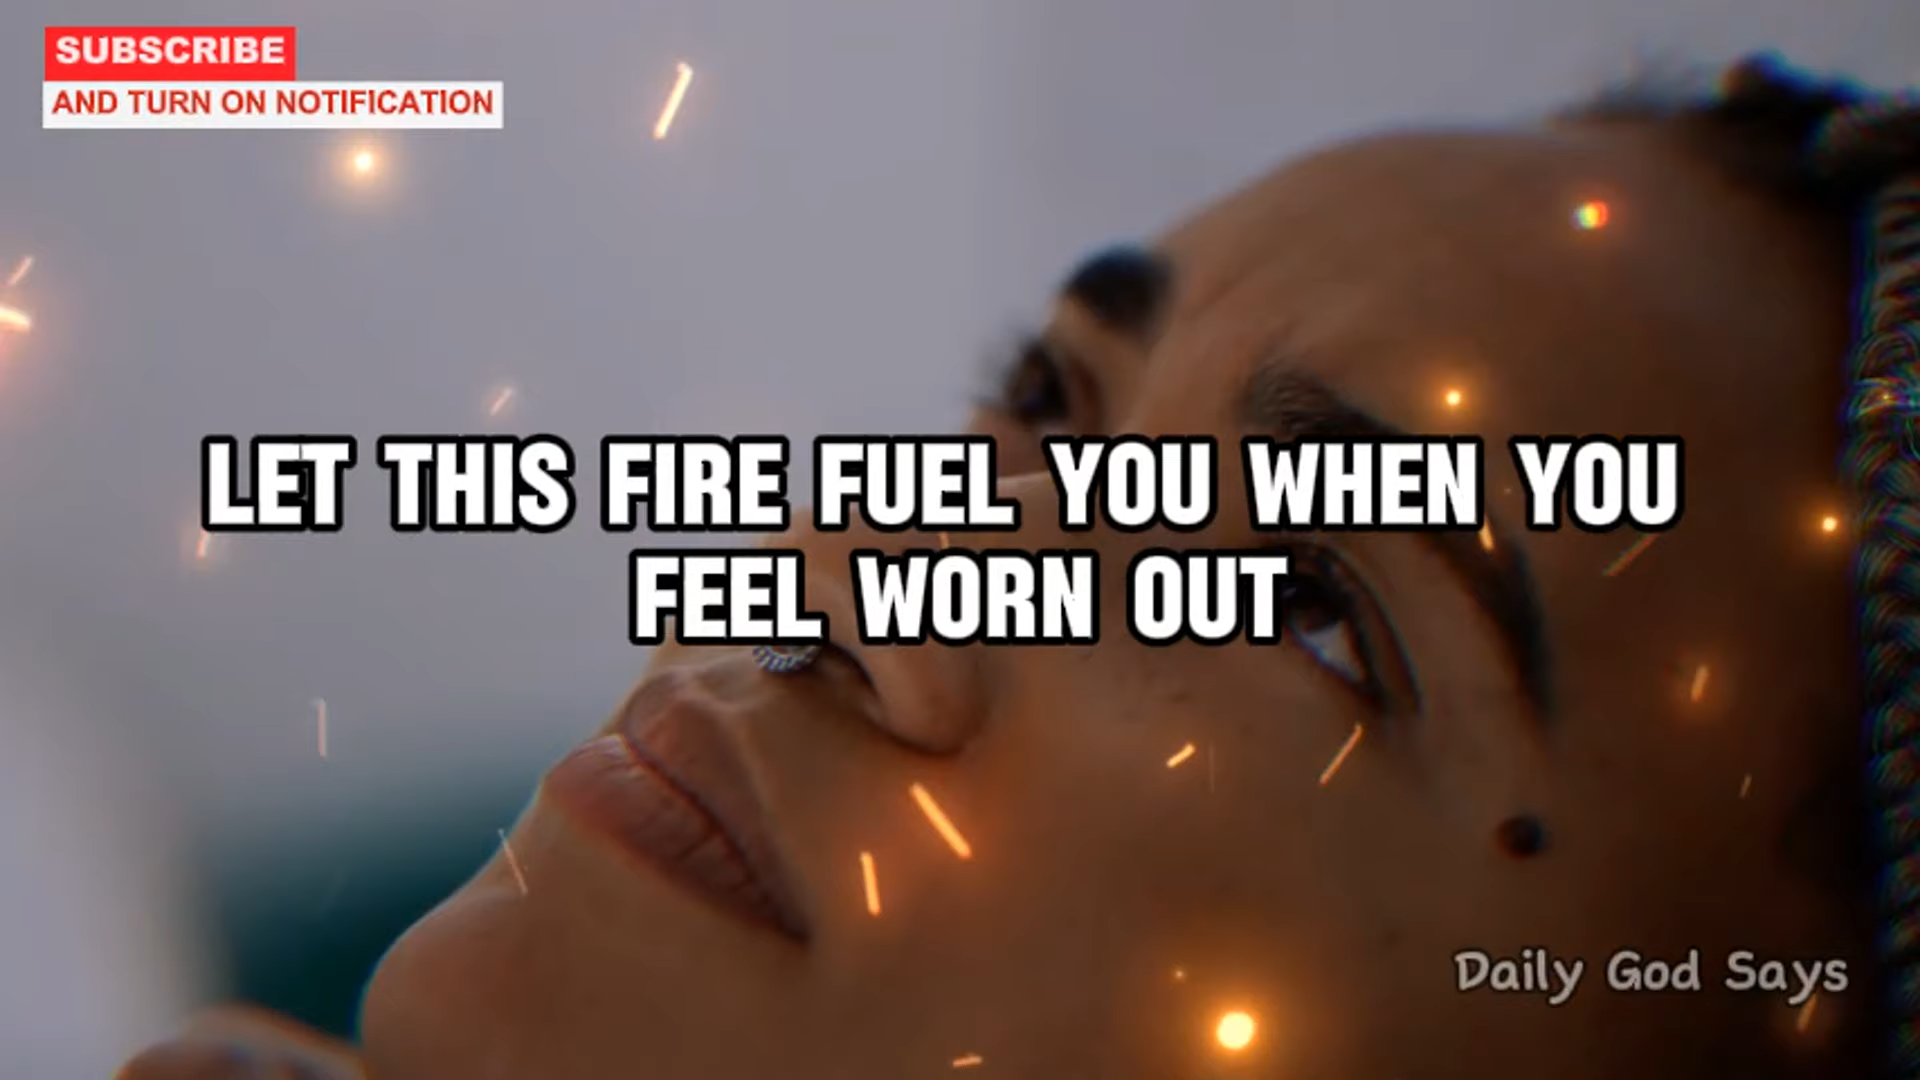 SUBSCRIBE
AND TURN ON NOTIFICATION
LET THIS FIRE FUEL YOU WHEN YOU
FEEL WORN OUT
Daily God Says